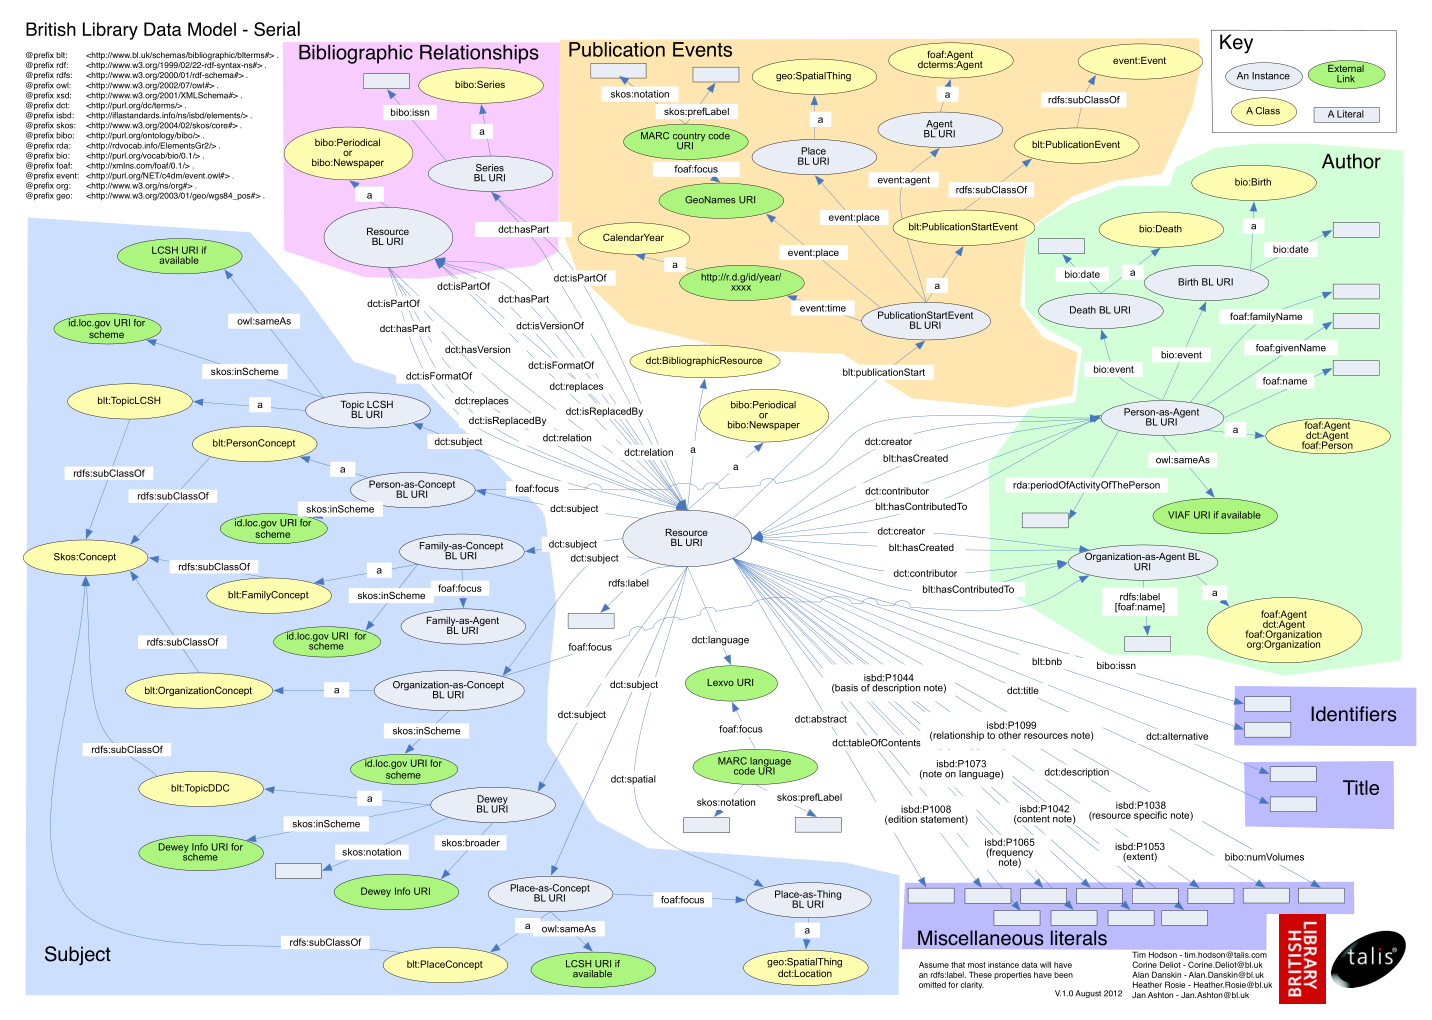 British Library Data Model - Serial
@prefix blt: <http://www.bl.uk/schemas/bibliographic/blterms#> .
@prefix rdf: <http://www.w3.org/1999/02/22-rdf-syntax-ns#> .
@prefix rdfs: <http://www.w3.org/2000/01/rdf-schema#> .
@prefix owl: <http://www.w3.org/2002/07/owl#> .
@prefix xsd: <http://www.w3.org/2001/XMLSchema#> .
@prefix dct: <http://purl.org/dc/terms/> .
@prefix isbd: <http://iflastandards.info/ns/isbd/elements/> .
@prefix skos: <http://www.w3.org/2004/02/skos/core#> .
@prefix bibo: <http://purl.org/ontology/bibo/> .
@prefix rda: <http://rdvocab.info/ElementsGr2/> .
@prefix bio: <http://purl.org/vocab/bio/0.1/> .
@prefix foaf: <http://xmlns.com/foaf/0.1/> .
@prefix event: <http://purl.org/NET/c4dm/event.owl#> .
@prefix org: <http://www.w3.org/ns/org#> .
@prefix geo: <http://www.w3.org/2003/01/geo/wgs84_pos#> .
Bibliographic Relationships
bibo:Series
bibo:issn
a
bibo:Periodical
or
bibo:Newspaper
Series
BL URI
a
Resource
BL URI
dct:hasPart
dct:isPartOf
dct:isPartOf
dct:hasPart
dct:isPartOf
dct:hasPart
dct:isVersionOf
dct:hasVersion
dct:isFormatOf
dct:isFormatOf
dct:replaces
dct:replaces
dct:isReplacedBy
dct:isReplacedBy
dct:relation
dct:relation
Publication Events
skos:notation
skos:prefLabel
MARC country code
URI
foaf:focus
GeoNames URI
geo:SpatialThing
a
Place
BL URI
foaf:Agent
dcterms:Agent
a
Agent
BL URI
event:Event
rdfs:subClassOf
blt:PublicationEvent
rdfs:subClassOf
event:agent
event:place
blt:PublicationStartEvent
CalendarYear
a
event:place
http://r.d.g/id/year/
xxxx
event:time
a
PublicationStartEvent
BL URI
blt:publicationStart
Key
An Instance
External
Link
A Class
A Literal
Author
bio:Birth
bio:Death
a
bio:date
bio:date
a
Birth BL URI
Death BL URI
foaf:familyName
foaf:givenName
bio:event
bio:event
foaf:name
Person-as-Agent
BL URI
a
foaf:Agent
dct:Agent
foaf:Person
owl:sameAs
rda:periodOfActivityOfThePerson
VIAF URI if available
Organization-as-Agent BL
URI
rdfs:label
[foaf:name]
a
foaf:Agent
dct:Agent
foaf:Organization
org:Organization
dct:creator
blt:hasCreated
dct:contributor
blt:hasContributedTo
dct:creator
blt:hasCreated
dct:contributor
blt:hasContributedTo
dct:BibliographicResource
bibo:Periodical
or
bibo:Newspaper
a
a
Resource
BL URI
rdfs:label
dct:language
Lexvo URI
foaf:focus
MARC language
code URI
skos:notation
skos:prefLabel
LCSH URI if
available
owl:sameAs
id.loc.gov URI for
scheme
skos:inScheme
blt:TopicLCSH
a
Topic LCSH
BL URI
dct:subject
blt:PersonConcept
a
rdfs:subClassOf
rdfs:subClassOf
Person-as-Concept
BL URI
foaf:focus
dct:subject
skos:inScheme
id.loc.gov URI for
scheme
Skos:Concept
Family-as-Concept
BL URI
dct:subject
dct:subject
rdfs:subClassOf
a
blt:FamilyConcept
skos:inScheme
foaf:focus
Family-as-Agent
BL URI
id.loc.gov URI for
scheme
rdfs:subClassOf
foaf:focus
blt:OrganizationConcept
a
Organization-as-Concept
BL URI
skos:inScheme
id.loc.gov URI for
scheme
dct:subject
dct:subject
dct:spatial
rdfs:subClassOf
blt:TopicDDC
a
Dewey
BL URI
skos:inScheme
Dewey Info URI for
scheme
skos:notation
skos:broader
Dewey Info URI
Place-as-Concept
BL URI
foaf:focus
Place-as-Thing
BL URI
a
owl:sameAs
a
rdfs:subClassOf
blt:PlaceConcept
LCSH URI if
available
geo:SpatialThing
dct:Location
Subject
blt:bnb
bibo:issn
dct:title
dct:alternative
Identifiers
Title
isbd:P1044
(basis of description note)
dct:abstract
dct:tableOfContents
isbd:P1099
(relationship to other resources note)
isbd:P1073
(note on language)
dct:description
isbd:P1008
(edition statement)
isbd:P1042
(content note)
isbd:P1038
(resource specific note)
isbd:P1065
(frequency
note)
isbd:P1053
(extent)
bibo:numVolumes
Miscellaneous literals
Assume that most instance data will have
an rdfs:label. These properties have been
omitted for clarity.
V.1.0 August 2012
Tim Hodson - tim.hodson@talis.com
Corine Deliot - Corine.Deliot@bl.uk
Alan Danskin - Alan.Danskin@bl.uk
Heather Rosie - Heather.Rosie@bl.uk
Jan Ashton - Jan.Ashton@bl.uk
BRITISH
LIBRARY
talis®